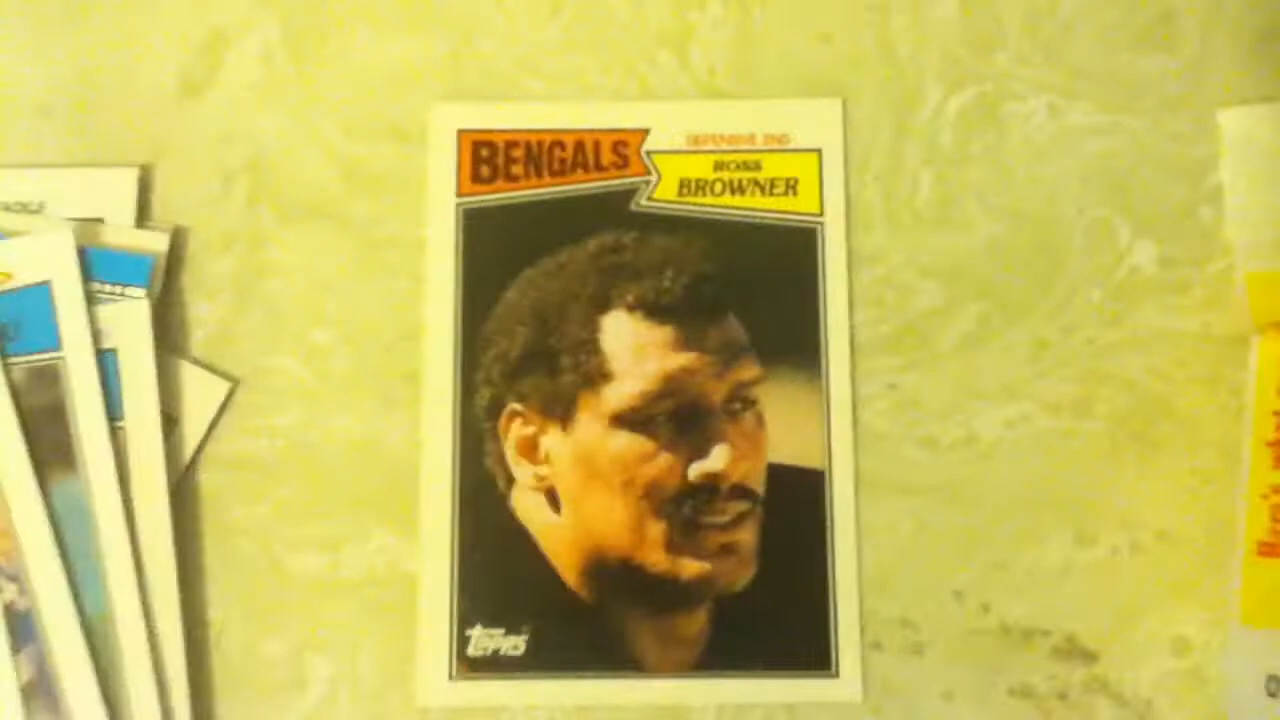 BENGALS
DEFENSIVE END
ROSS
BROWNER
Topps